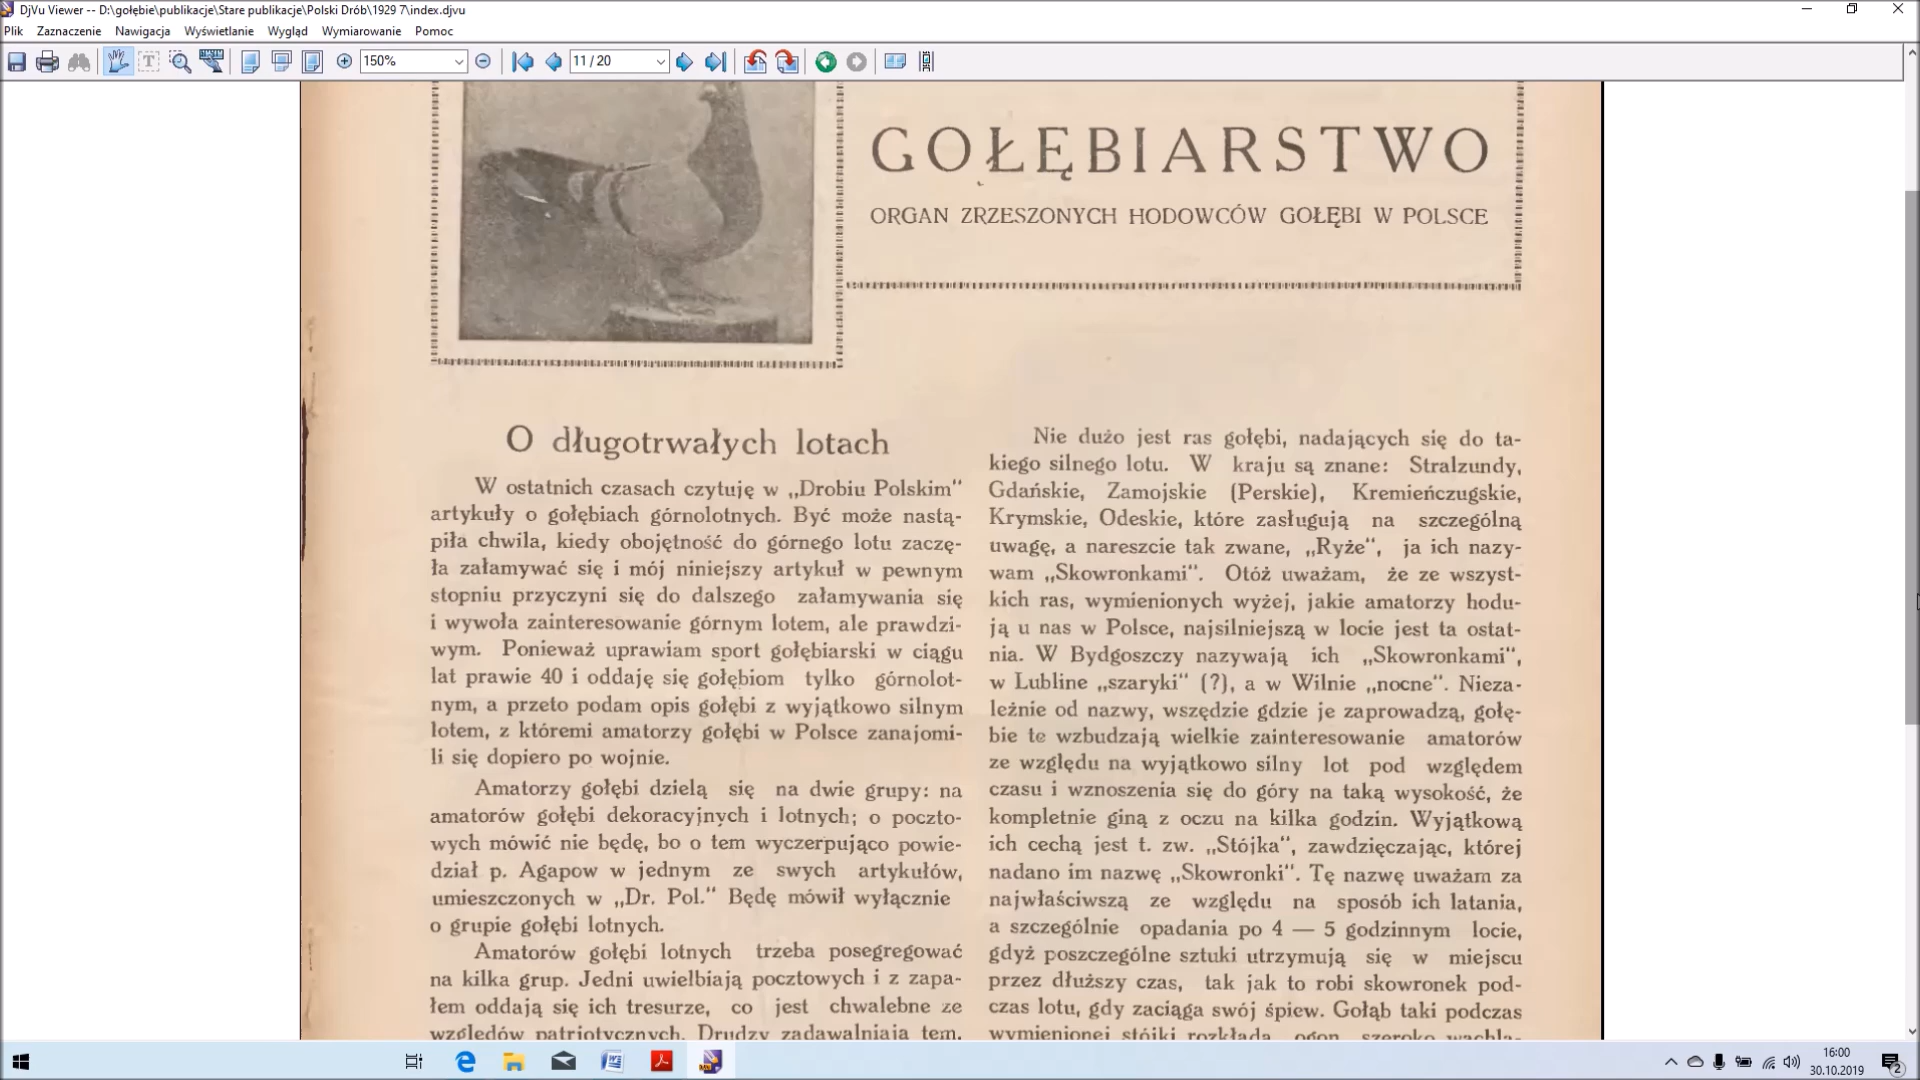 DjVu Viewer -- D:\gołębie\publikacje\Stare publikacje\Polski Drób\1929 7\index.djvu
Plik Zaznaczenie Nawigacja Wyświetlanie Wygląd Wymiarowanie Pomoc
150% 11 / 20
GOŁĘBIARSTWO
ORGAN ZRZESZONYCH HODOWCÓW GOŁĘBI W POLSCE
O długotrwałych lotach
W ostatnich czasach czytuję w „Drobiu Polskim"
artykuły o gołębiach górnolotnych. Być może nastą-
piła chwila, kiedy obojętność do górnego lotu zaczę-
ła załamywać się i mój niniejszy artykuł w pewnym
stopniu przyczyni się do dalszego załamywania się
i wywoła zainteresowanie górnym lotem, ale prawdzi-
wym. Ponieważ uprawiam sport gołębiarski w ciągu
lat prawie 40 i oddaję się gołębiom tylko górnolot-
nym, a przeto podam opis gołębi z wyjątkowo silnym
lotem, z któremi amatorzy gołębi w Polsce zanajomi-
li się dopiero po wojnie.
Amatorzy gołębi dzielą się na dwie grupy: na
amatorów gołębi dekoracyjnych i lotnych; o poczto-
wych mówić nie będę, bo o tem wyczerpująco powie-
dział p. Agapow w jednym ze swych artykułów,
umieszczonych w „Dr. Pol." Będę mówił wyłącznie
o grupie gołębi lotnych.
Amatorów gołębi lotnych trzeba posegregować
na kilka grup. Jedni uwielbiają pocztowych i z zapa-
łem oddają się ich tresurze, co jest chwalebne ze
względów patriotycznych. Drudzy zadawalniają tem,
Nie dużo jest ras gołębi, nadających się do ta-
kiego silnego lotu. W kraju są znane: Stralzundy,
Gdańskie, Zamojskie (Perskie), Kremieńczugskie,
Krymskie, Odeskie, które zasługują na szczególną
uwagę, a nareszcie tak zwane, „Ryże", ja ich nazy-
wam „Skowronkami". Otóż uważam, że ze wszyst-
kich ras, wymienionych wyżej, jakie amatorzy hodu-
ją u nas w Polsce, najsilniejszą w locie jest ta ostat-
nia. W Bydgoszczy nazywają ich „Skowronkami",
w Lubline „szaryki" (?), a w Wilnie „nocne". Nieza-
leżnie od nazwy, wszędzie gdzie je zaprowadzą, gołę-
bie te wzbudzają wielkie zainteresowanie amatorów
ze względu na wyjątkowo silny lot pod względem
czasu i wznoszenia się do góry na taką wysokość, że
kompletnie giną z oczu na kilka godzin. Wyjątkową
ich cechą jest t. zw. „Stójka", zawdzięczając, której
nadano im nazwę „Skowronki". Tę nazwę uważam za
najwłaściwszą ze względu na sposób ich latania,
a szczególnie opadania po 4 — 5 godzinnym locie,
gdyż poszczególne sztuki utrzymują się w miejscu
przez dłuższy czas, tak jak to robi skowronek pod-
czas lotu, gdy zaciąga swój śpiew. Gołąb taki podczas
wymienionej stójki rozkłada ogon szeroko wachla-
16:00
30.10.2019
2